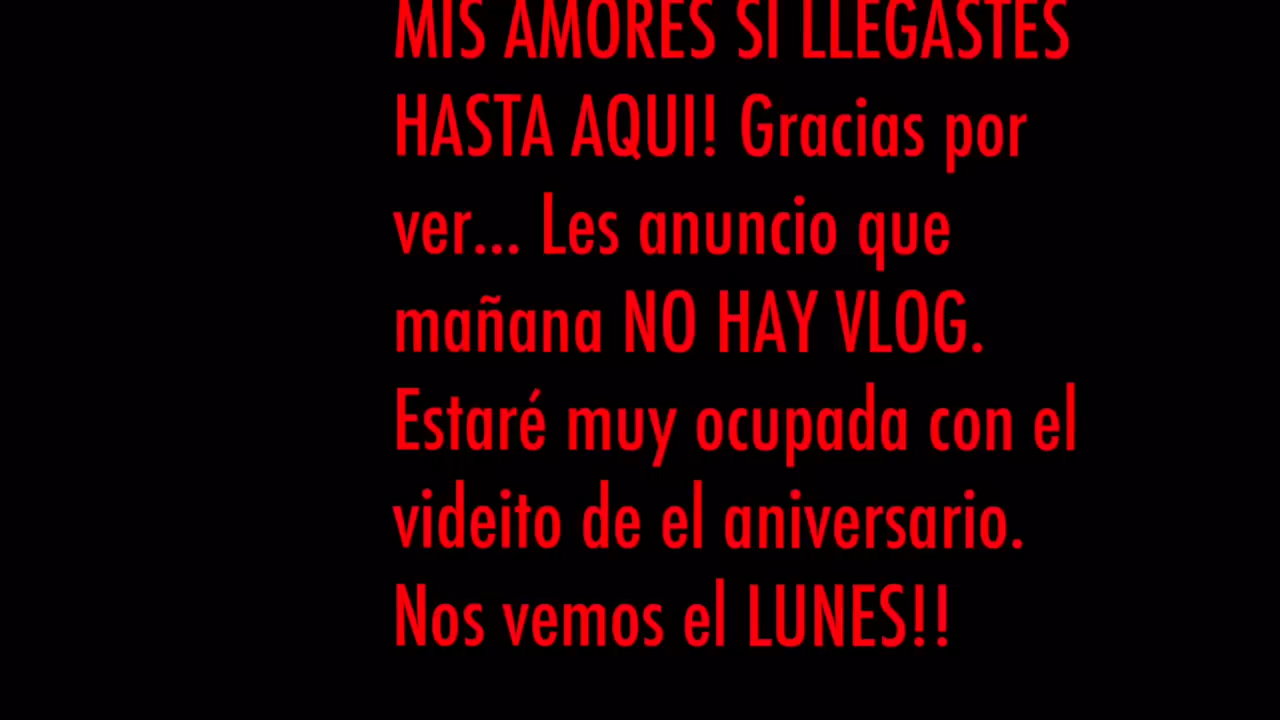 MIS AMORES SI LLEGASTES
HASTA AQUI! Gracias por
ver... Les anuncio que
mañana NO HAY VLOG.
Estaré muy ocupada con el
videito de el aniversario.
Nos vemos el LUNES!!